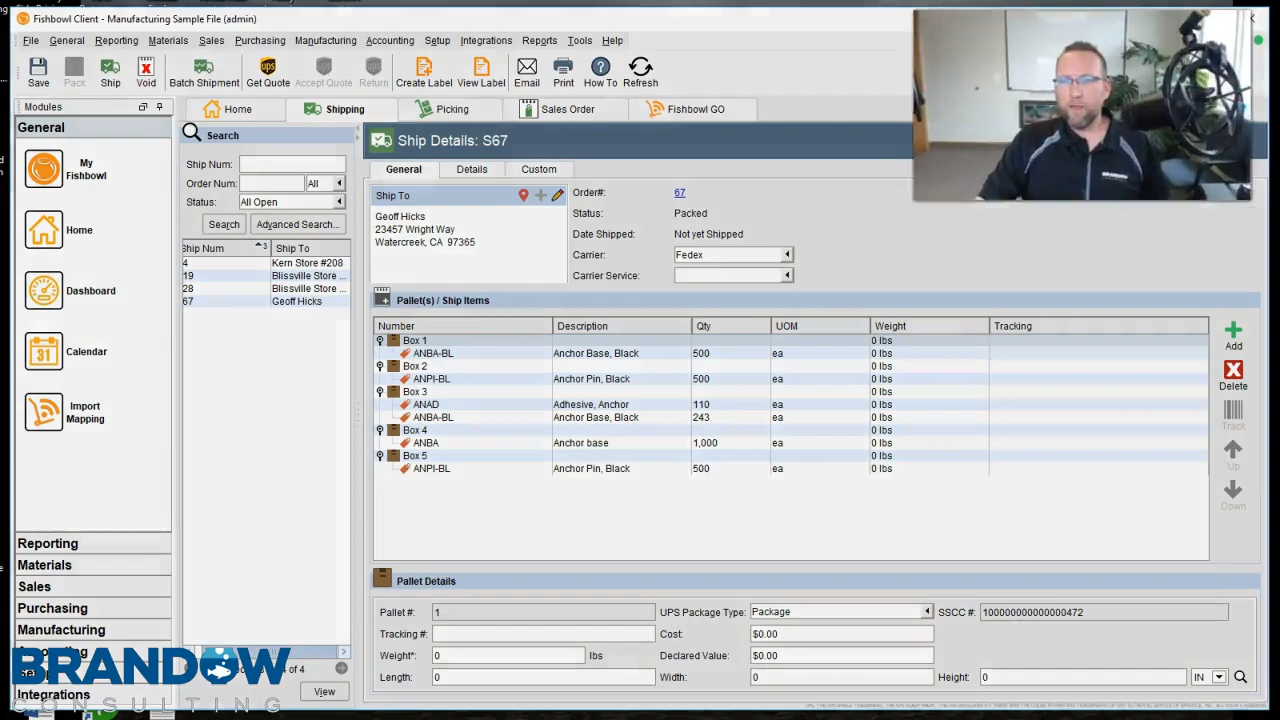 Fishbowl Client - Manufacturing Sample File (admin)
File General Reporting Materials Sales Purchasing Manufacturing Accounting Setup Integrations Reports Tools Help
Save Pack Ship Void Batch Shipment Get Quote Accept Quote Return Create Label View Label Email Print How To Refresh
Modules
General
My Fishbowl
Home
Dashboard
31
Calendar
Import Mapping
Reporting
Materials
Sales
Purchasing
Manufacturing
Integrations
BRANDOW
CONSULTING
Home Shipping Picking Sales Order Fishbowl GO
Search
Ship Num:
Order Num: All
Status: All Open
Search Advanced Search...
Ship Num 3 Ship To
4 Kern Store #208
19 Blissville Store ...
28 Blissville Store ...
67 Geoff Hicks
of 4
View
Ship Details: S67
General Details Custom
Ship To
Geoff Hicks
23457 Wright Way
Watercreek, CA 97365
Order#: 67
Status: Packed
Date Shipped: Not yet Shipped
Carrier: Fedex
Carrier Service:
Pallet(s) / Ship Items
Number Description Qty UOM Weight Tracking
Box 1 0 lbs
ANBA-BL Anchor Base, Black 500 ea 0 lbs
Box 2 0 lbs
ANPI-BL Anchor Pin, Black 500 ea 0 lbs
Box 3 0 lbs
ANAD Adhesive, Anchor 110 ea 0 lbs
ANBA-BL Anchor Base, Black 243 ea 0 lbs
Box 4 0 lbs
ANBA Anchor base 1,000 ea 0 lbs
Box 5 0 lbs
ANPI-BL Anchor Pin, Black 500 ea 0 lbs
Add
Delete
Track
Up
Down
Pallet Details
Pallet #: 1 UPS Package Type: Package SSCC #: 100000000000000472
Tracking #: Cost: $0.00
Weight*: 0 lbs Declared Value: $0.00
Length: 0 Width: 0 Height: 0 IN